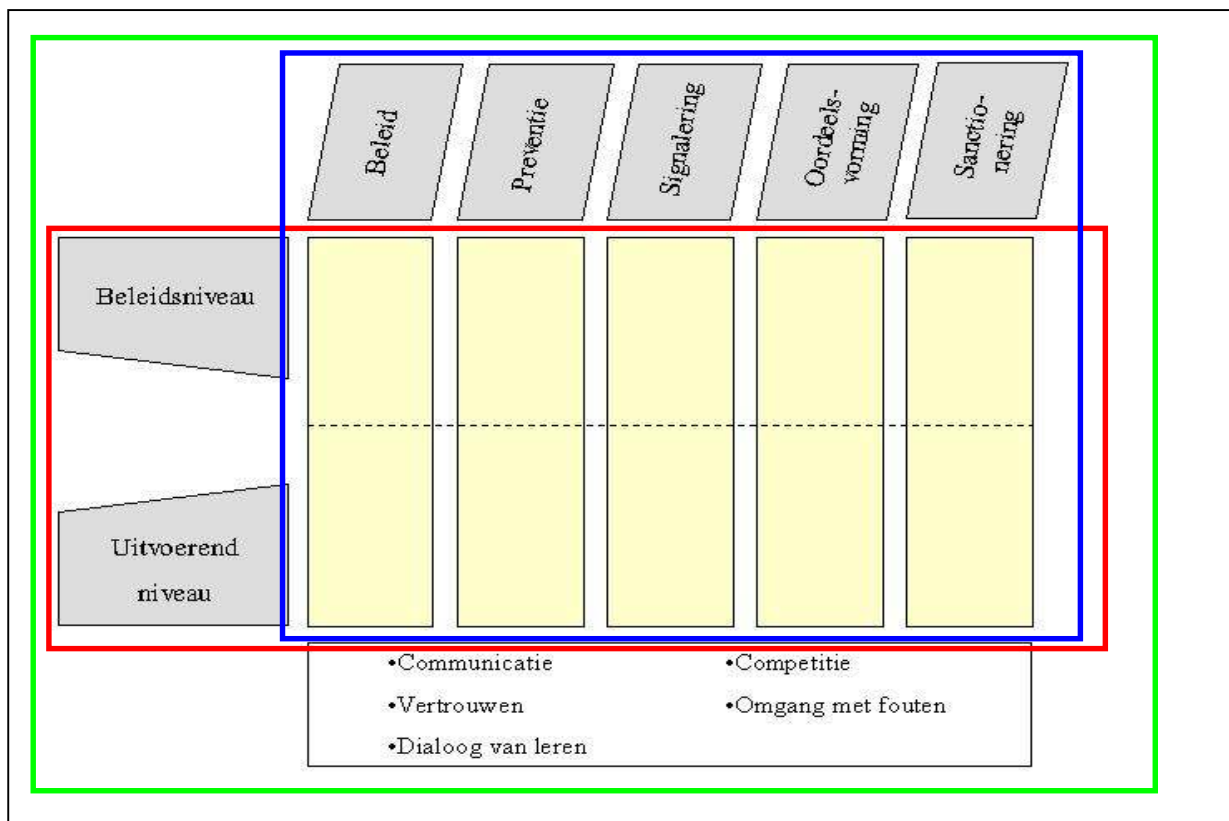 Beleid
Preventie
Signalering
Oordeels-
vorming
Sanctio-
nering
Beleidsniveau
Uitvoerend
niveau
•Communicatie
•Vertrouwen
•Dialoog van leren
•Competitie
•Omgang met fouten